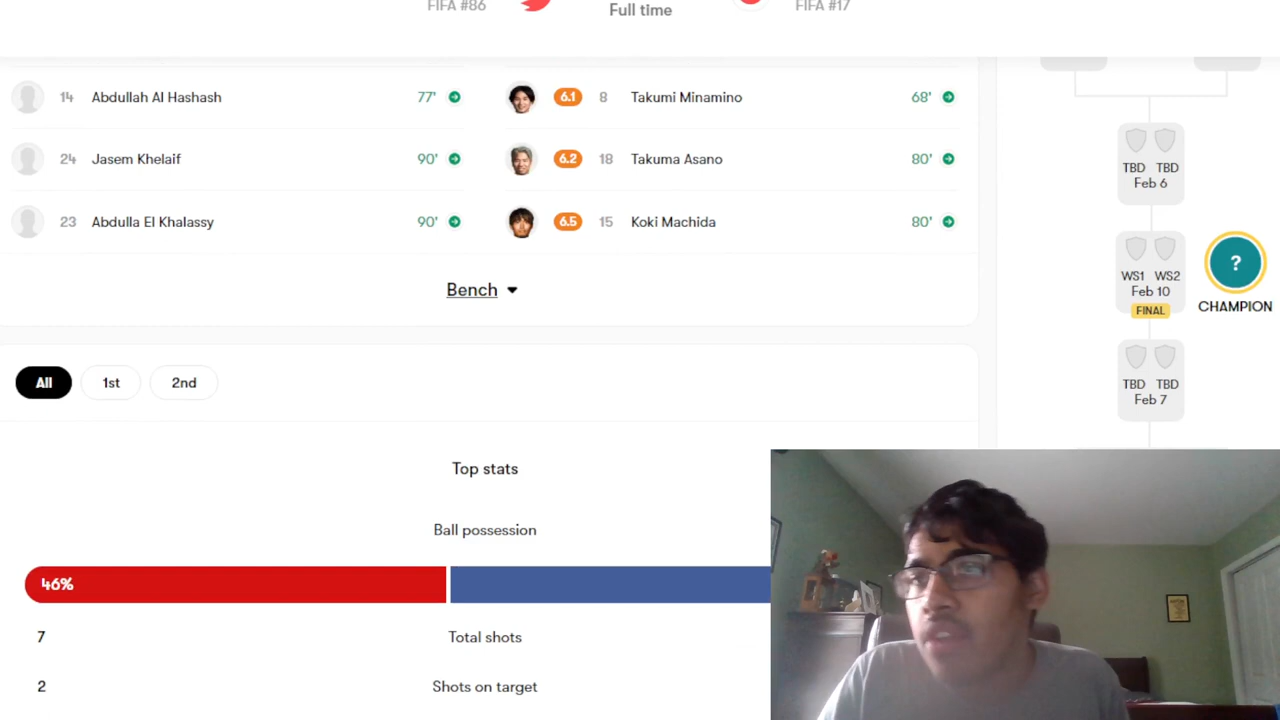 FIFA #86
Full time
FIFA #17
14 Abdullah Al Hashash 77'
6.1 8 Takumi Minamino 68'
24 Jasem Khelaif 90'
6.2 18 Takuma Asano 80'
23 Abdulla El Khalassy 90'
6.5 15 Koki Machida 80'
Bench
All 1st 2nd
Top stats
Ball possession
46%
7 Total shots
2 Shots on target
TBD TBD
Feb 6
WS1 WS2
Feb 10
FINAL
?
CHAMPION
TBD TBD
Feb 7